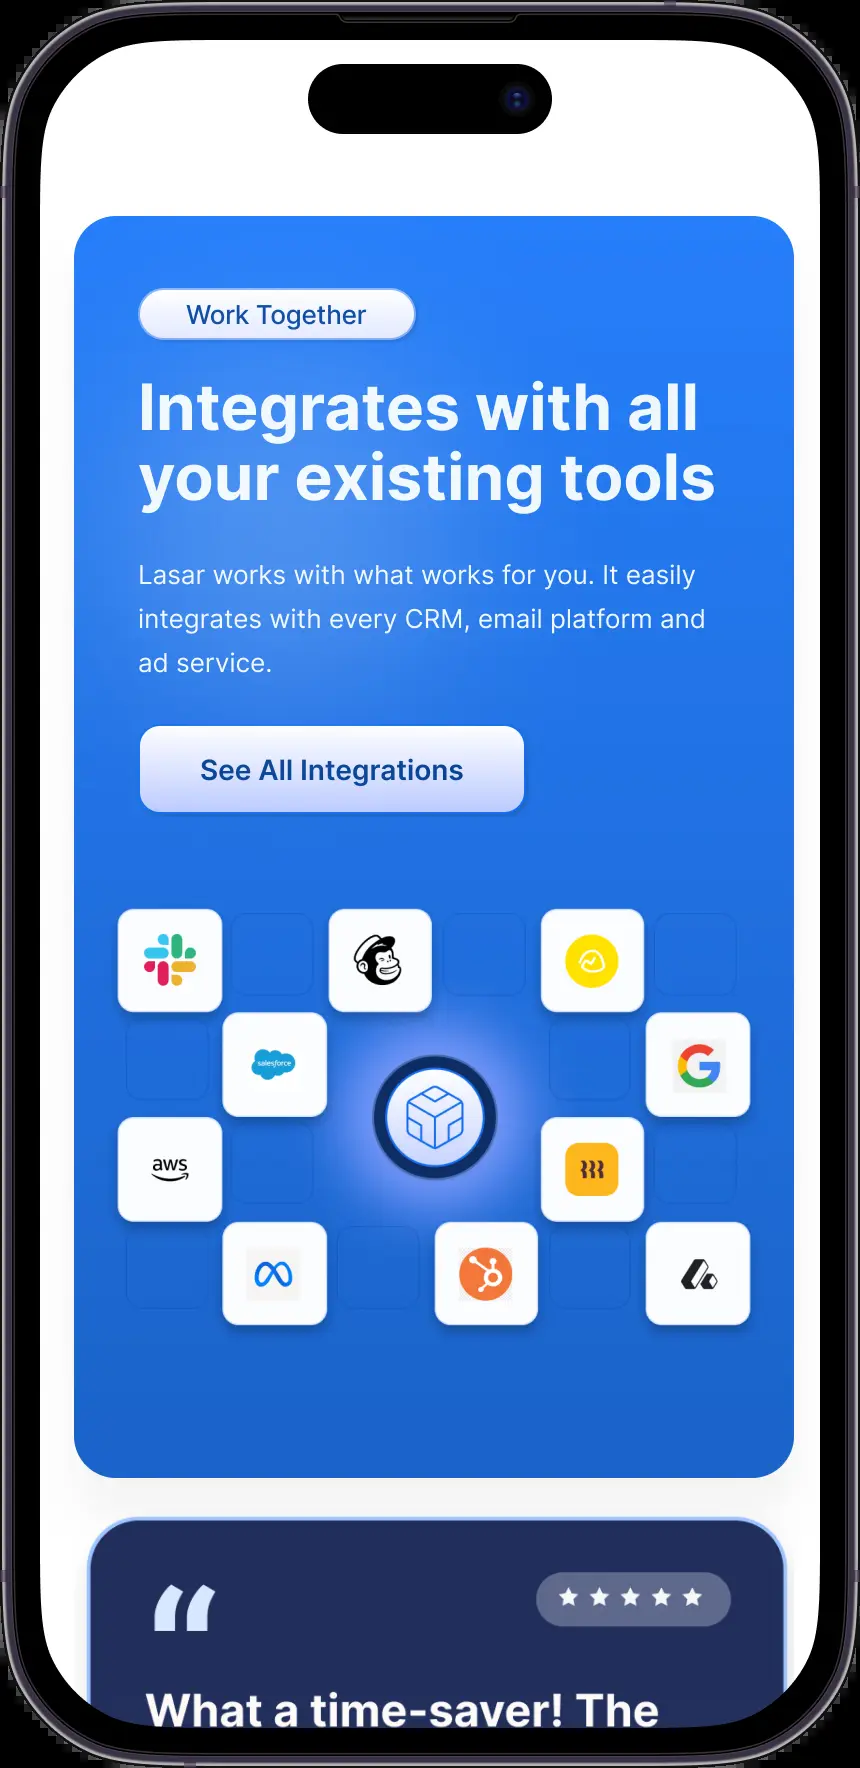 Work Together
Integrates with all
your existing tools
Lasar works with what works for you. It easily
integrates with every CRM, email platform and
ad service.
See All Integrations
salesforce
aws
What a time-saver! The